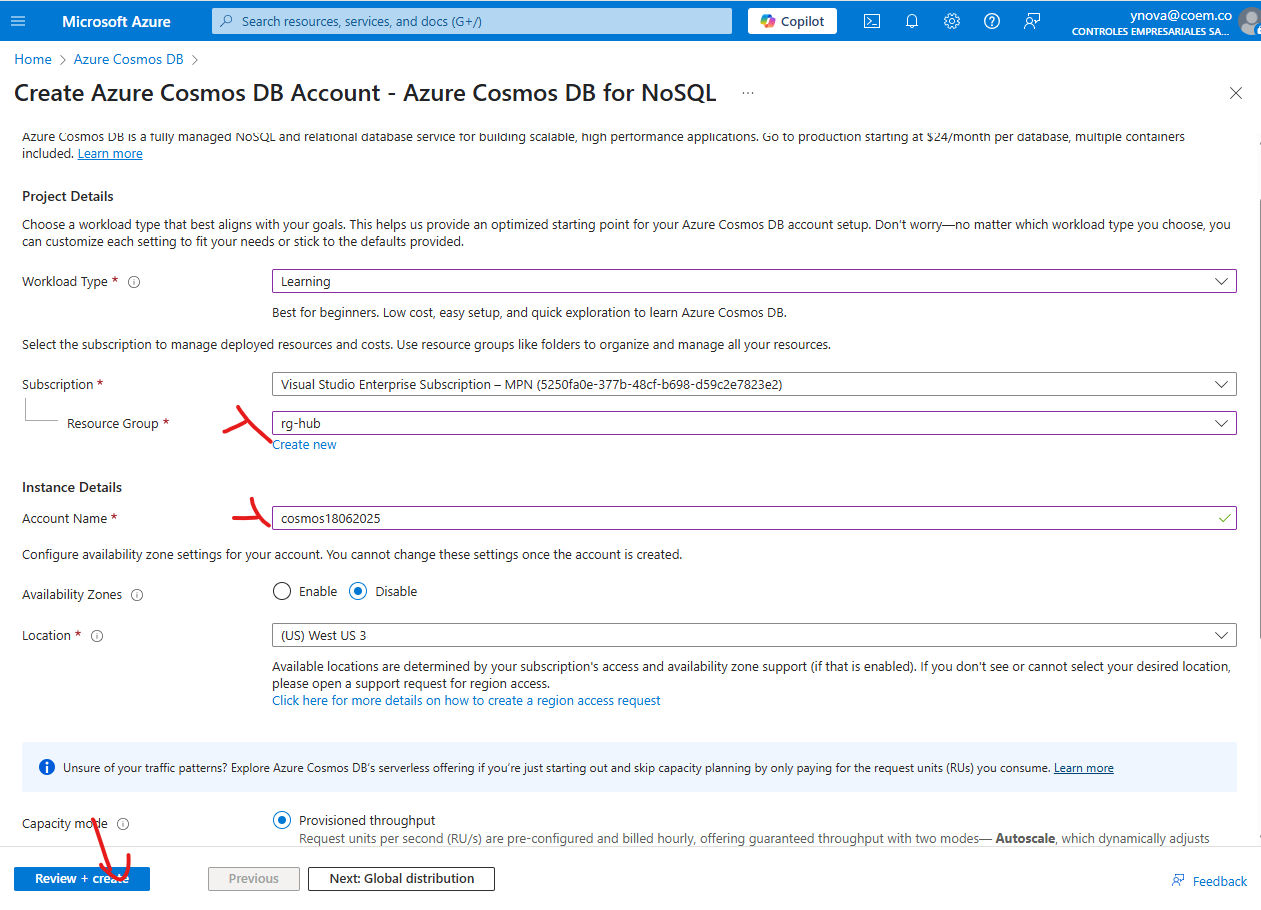 Microsoft Azure
Search resources, services, and docs (G+/)
Copilot
ynova@coem.co
CONTROLES EMPRESARIALES SA...
Home > Azure Cosmos DB >
Create Azure Cosmos DB Account - Azure Cosmos DB for NoSQL ...
Azure Cosmos DB is a fully managed NoSQL and relational database service for building scalable, high performance applications. Go to production starting at $24/month per database, multiple containers
included. Learn more
Project Details
Choose a workload type that best aligns with your goals. This helps us provide an optimized starting point for your Azure Cosmos DB account setup. Don't worry—no matter which workload type you choose, you
can customize each setting to fit your needs or stick to the defaults provided.
Workload Type *
Learning
Best for beginners. Low cost, easy setup, and quick exploration to learn Azure Cosmos DB.
Select the subscription to manage deployed resources and costs. Use resource groups like folders to organize and manage all your resources.
Subscription *
Visual Studio Enterprise Subscription – MPN (5250fa0e-377b-48cf-b698-d59c2e7823e2)
Resource Group *
rg-hub
Create new
Instance Details
Account Name *
cosmos18062025
Configure availability zone settings for your account. You cannot change these settings once the account is created.
Availability Zones
Enable
Disable
Location *
(US) West US 3
Available locations are determined by your subscription's access and availability zone support (if that is enabled). If you don't see or cannot select your desired location,
please open a support request for region access.
Click here for more details on how to create a region access request
Unsure of your traffic patterns? Explore Azure Cosmos DB's serverless offering if you're just starting out and skip capacity planning by only paying for the request units (RUs) you consume. Learn more
Capacity mode
Provisioned throughput
Request units per second (RU/s) are pre-configured and billed hourly, offering guaranteed throughput with two modes— Autoscale, which dynamically adjusts
Review + create
Previous
Next: Global distribution
Feedback